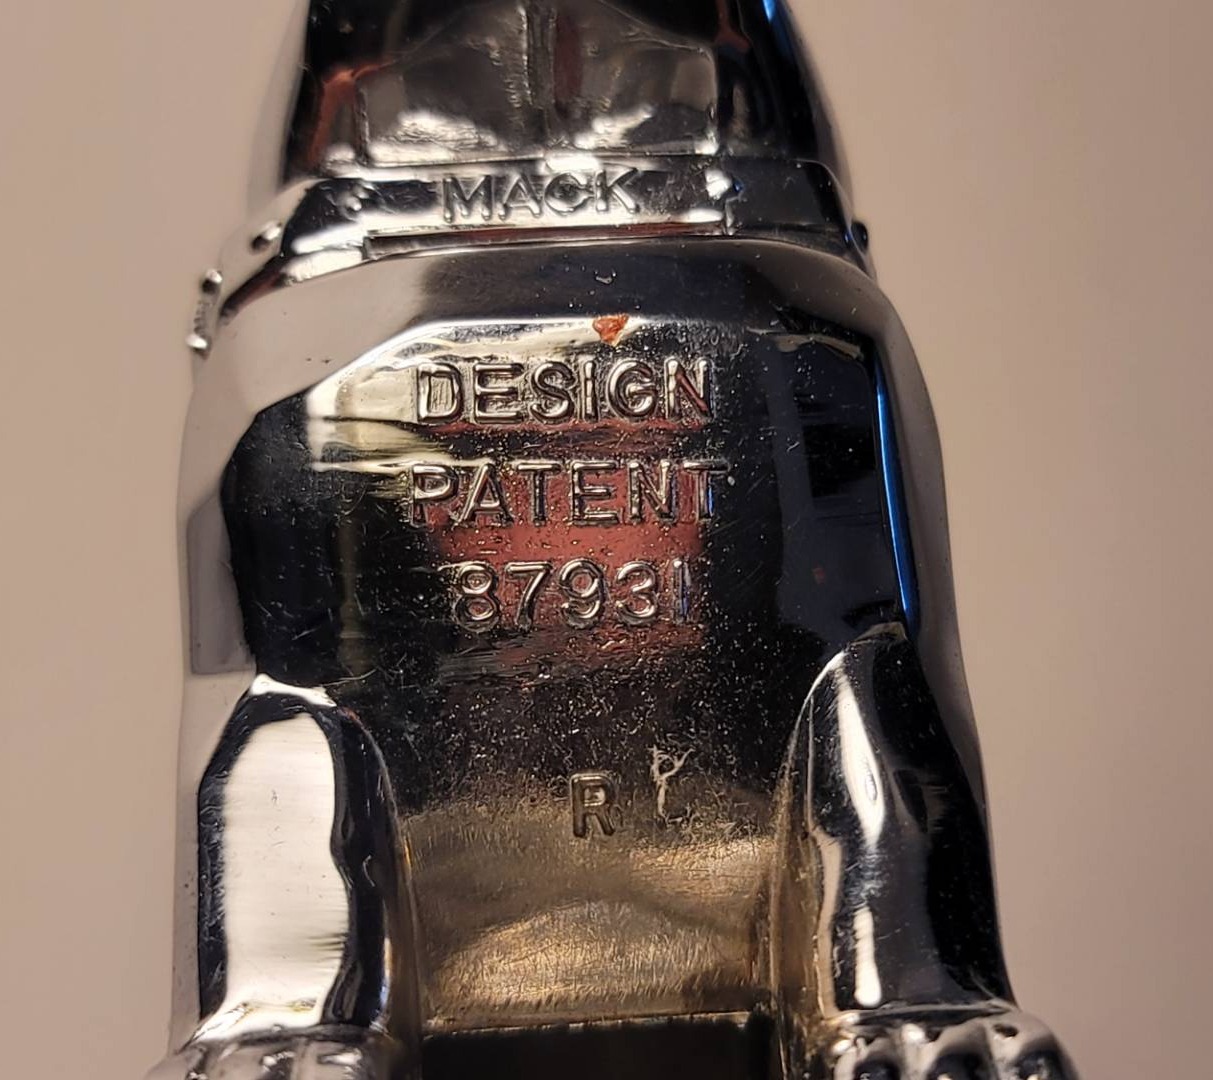 MACK
DESIGN
PATENT
87931
R